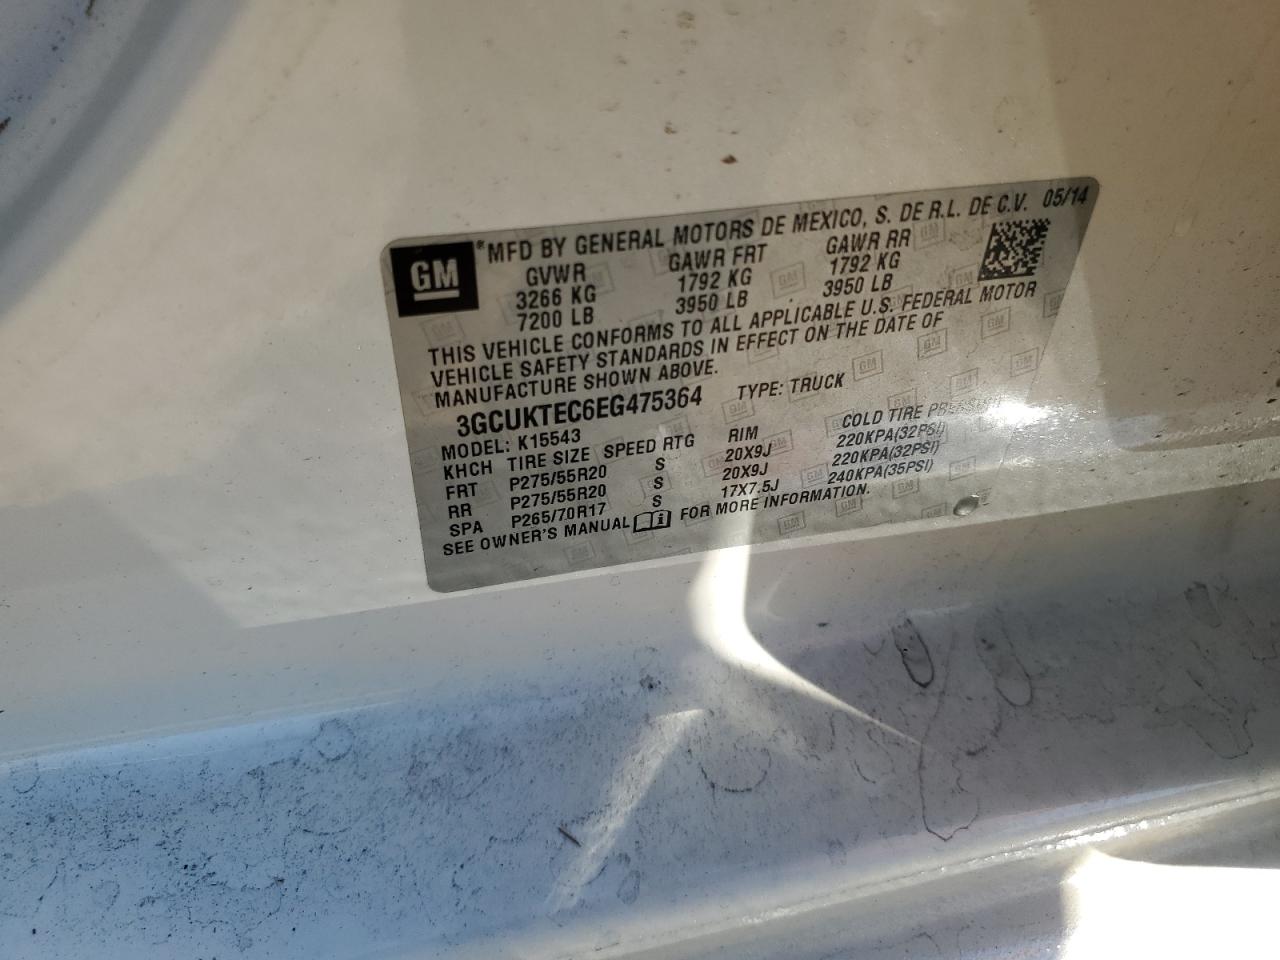 GM ® MFD BY GENERAL MOTORS DE MEXICO, S. DE R.L. DE C.V. 05/14
GVWR GAWR FRT GAWR RR
3266 KG 1792 KG 1792 KG
7200 LB 3950 LB 3950 LB
THIS VEHICLE CONFORMS TO ALL APPLICABLE U.S. FEDERAL MOTOR
VEHICLE SAFETY STANDARDS IN EFFECT ON THE DATE OF
MANUFACTURE SHOWN ABOVE.
3GCUKTEC6EG475364 TYPE: TRUCK
MODEL: K15543
KHCH TIRE SIZE SPEED RTG RIM COLD TIRE PRESSURE
FRT P275/55R20 S 20X9J 220KPA(32PSI)
RR P275/55R20 S 20X9J 220KPA(32PSI)
SPA P265/70R17 S 17X7.5J 240KPA(35PSI)
SEE OWNER'S MANUAL FOR MORE INFORMATION.